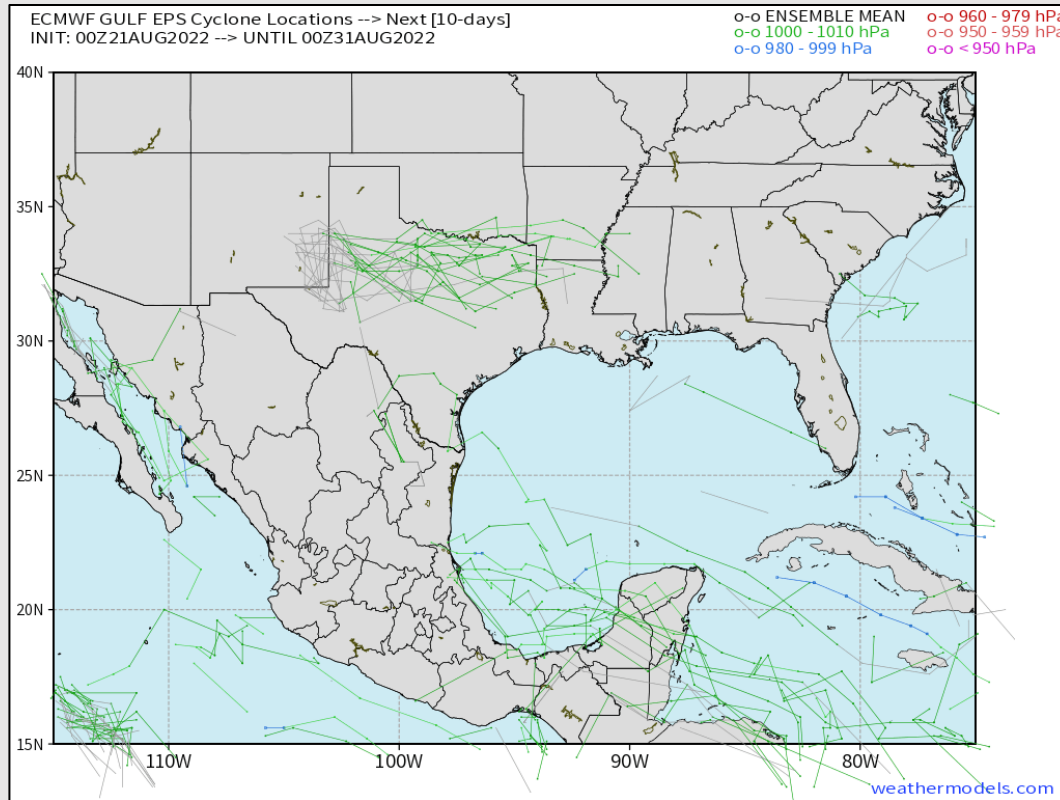 ECMWF GULF EPS Cyclone Locations --> Next [10-days]
INIT: 00Z21AUG2022 --> UNTIL 00Z31AUG2022
o-o ENSEMBLE MEAN
o-o 1000 - 1010 hPa
o-o 980 - 999 hPa
o-o 960 - 979 hPa
o-o 950 - 959 hPa
o-o < 950 hPa
40N
35N
30N
25N
20N
15N
110W 100W 90W 80W
weathermodels.com